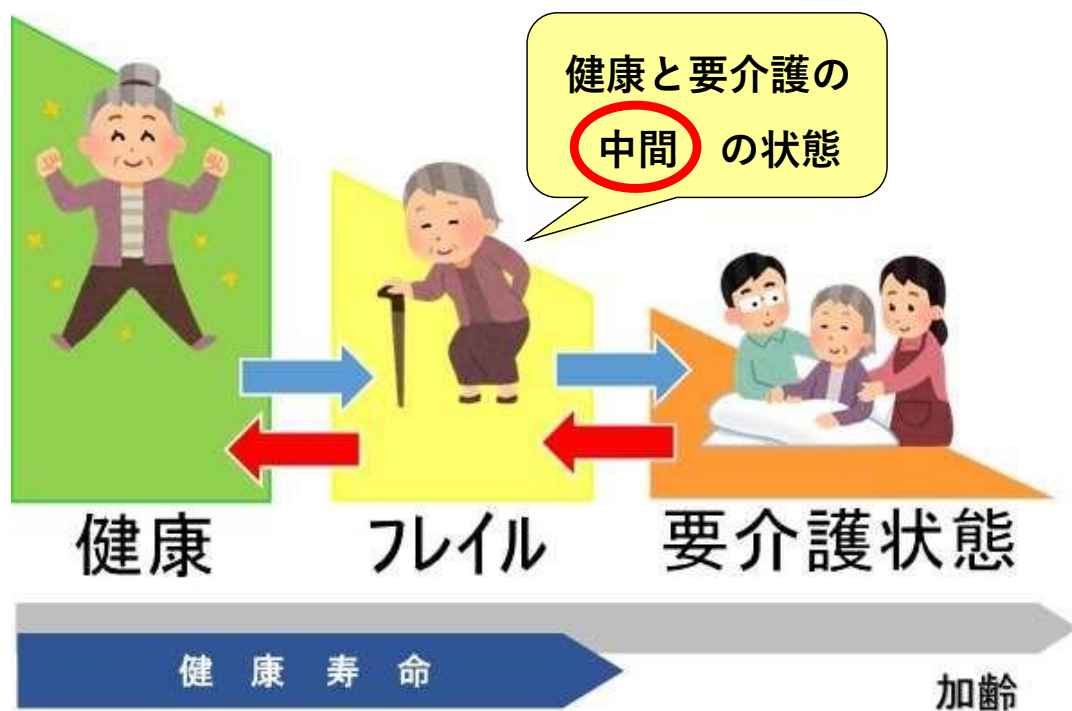 健康と要介護の
中間 の状態
健康
フレイル
要介護状態
健康寿命
加齢